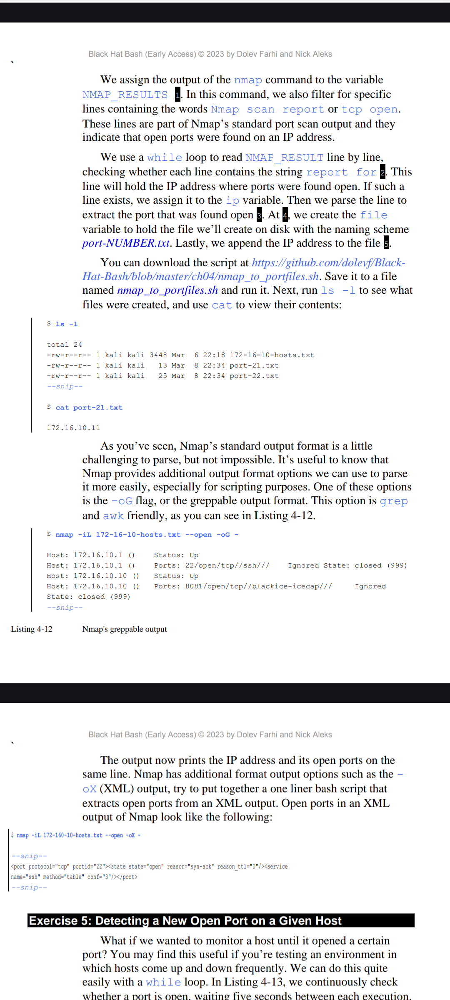 Black Hat Bash (Early Access) © 2023 by Dolev Farhi and Nick Aleks
`
We assign the output of the nmap command to the variable
NMAP_RESULTS 1. In this command, we also filter for specific
lines containing the words Nmap scan report or tcp open.
These lines are part of Nmap’s standard port scan output and they
indicate that open ports were found on an IP address.
We use a while loop to read NMAP_RESULT line by line,
checking whether each line contains the string report for 2. This
line will hold the IP address where ports were found open. If such a
line exists, we assign it to the ip variable. Then we parse the line to
extract the port that was found open 3. At 4, we create the file
variable to hold the file we’ll create on disk with the naming scheme
port-NUMBER.txt. Lastly, we append the IP address to the file 5.
You can download the script at https://github.com/dolevf/Black-
Hat-Bash/blob/master/ch04/nmap_to_portfiles.sh. Save it to a file
named nmap_to_portfiles.sh and run it. Next, run ls -l to see what
files were created, and use cat to view their contents:
$ ls -l
total 24
-rw-r--r-- 1 kali kali 3448 Mar  6 22:18 172-16-10-hosts.txt
-rw-r--r-- 1 kali kali   13 Mar  8 22:34 port-21.txt
-rw-r--r-- 1 kali kali   25 Mar  8 22:34 port-22.txt
--snip--
$ cat port-21.txt
172.16.10.11
As you’ve seen, Nmap’s standard output format is a little
challenging to parse, but not impossible. It’s useful to know that
Nmap provides additional output format options we can use to parse
it more easily, especially for scripting purposes. One of these options
is the -oG flag, or the greppable output format. This option is grep
and awk friendly, as you can see in Listing 4-12.
$ nmap -iL 172-16-10-hosts.txt --open -oG -
Host: 172.16.10.1 ()    Status: Up
Host: 172.16.10.1 ()    Ports: 22/open/tcp//ssh///    Ignored State: closed (999)
Host: 172.16.10.10 ()   Status: Up
Host: 172.16.10.10 ()   Ports: 8081/open/tcp//blackice-icecap///     Ignored
State: closed (999)
--snip--
Listing 4-12 Nmap's greppable output
Black Hat Bash (Early Access) © 2023 by Dolev Farhi and Nick Aleks
`
The output now prints the IP address and its open ports on the
same line. Nmap has additional format output options such as the -
oX (XML) output, try to put together a one liner bash script that
extracts open ports from an XML output. Open ports in an XML
output of Nmap look like the following:
$ nmap -iL 172-160-10-hosts.txt --open -oX -
--snip--
<port protocol="tcp" portid="22"><state state="open" reason="syn-ack" reason_ttl="0"/><service
name="ssh" method="table" conf="3"/></port>
--snip--
Exercise 5: Detecting a New Open Port on a Given Host
What if we wanted to monitor a host until it opened a certain
port? You may find this useful if you’re testing an environment in
which hosts come up and down frequently. We can do this quite
easily with a while loop. In Listing 4-13, we continuously check
whether a port is open, waiting five seconds between each execution.